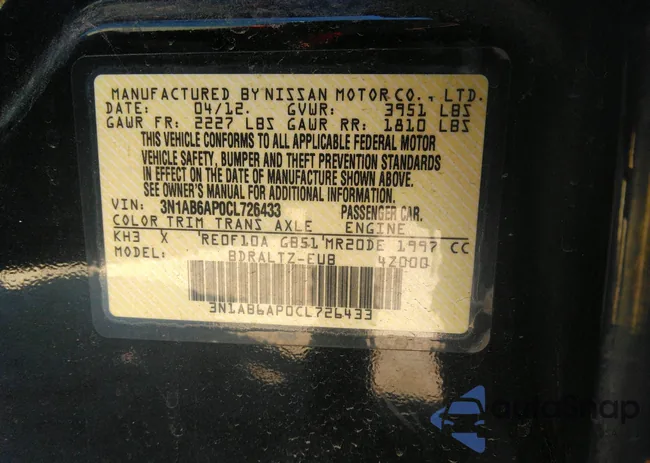 MANUFACTURED BY NISSAN MOTOR CO., LTD.
DATE: 04/12. GVWR: 3951 LBS
GAWR FR: 2227 LBS GAWR RR: 1810 LBS
THIS VEHICLE CONFORMS TO ALL APPLICABLE FEDERAL MOTOR
VEHICLE SAFETY, BUMPER AND THEFT PREVENTION STANDARDS
IN EFFECT ON THE DATE OF MANUFACTURE SHOWN ABOVE.
SEE OWNER'S MANUAL FOR ADDITIONAL INFORMATION.
VIN: 3N1AB6AP0CL726433 PASSENGER CAR.
COLOR TRIM TRANS AXLE ENGINE
KH3 X 'RE0F10A GB51'MR20DE 1997 CC
MODEL: BDRALTZ-EUB 4Z000
3N1AB6AP0CL726433
autoSnap